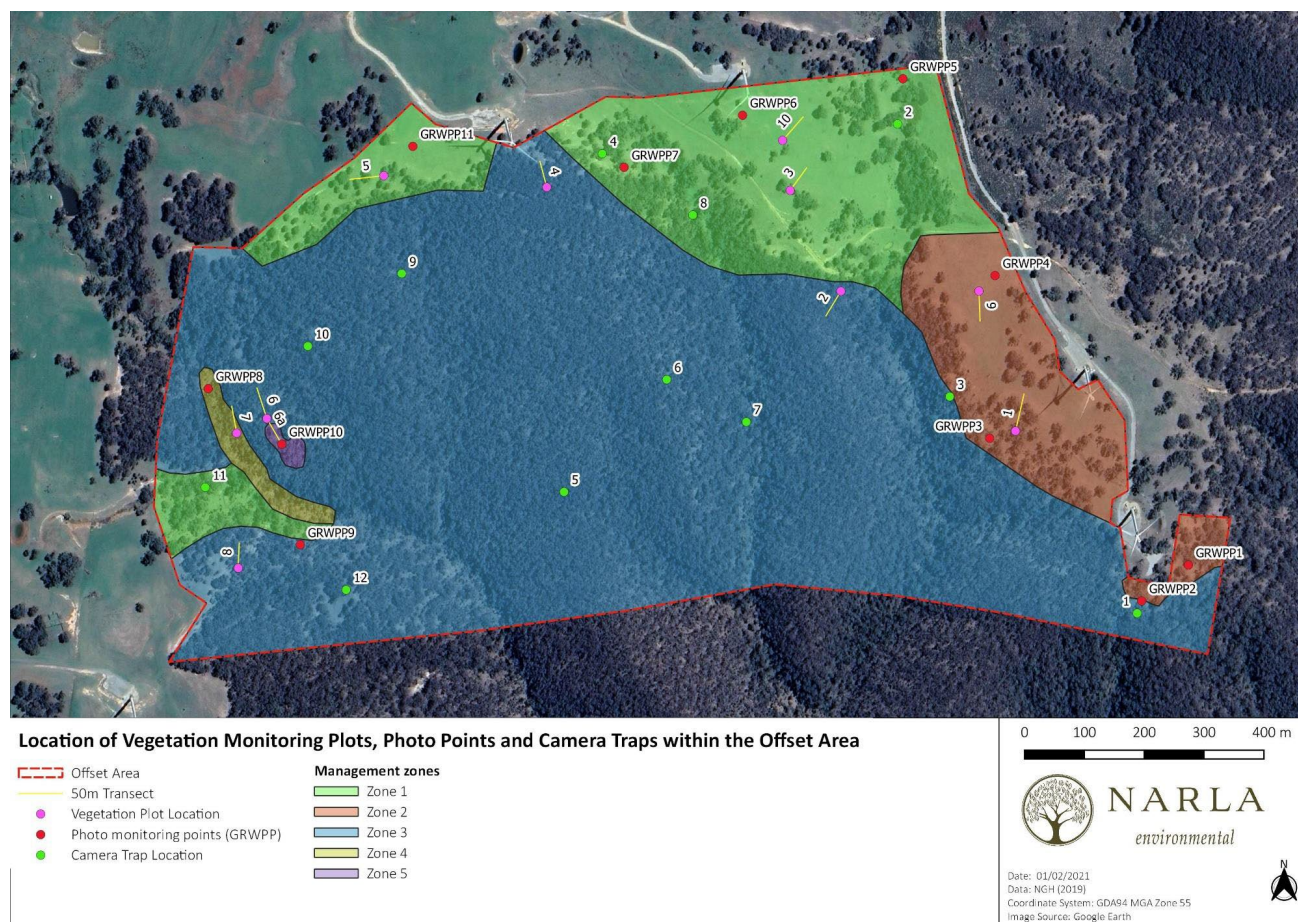 GRWPP5
GRWPP6
2
10
GRWPP11
4
GRWPP7
5
4
3
8
9
GRWPP4
2
9
10
6
3
GRWPP8
6
6a
7
GRWPP10
7
1
GRWPP3
11
5
GRWPP9
8
12
GRWPP1
GRWPP2
1
Location of Vegetation Monitoring Plots, Photo Points and Camera Traps within the Offset Area
Offset Area
50m Transect
Vegetation Plot Location
Photo monitoring points (GRWPP)
Camera Trap Location
Management zones
Zone 1
Zone 2
Zone 3
Zone 4
Zone 5
0 100 200 300 400 m
NARLA
environmental
Date: 01/02/2021
Data: NGH (2019)
Coordinate System: GDA94 MGA Zone 55
Image Source: Google Earth
N